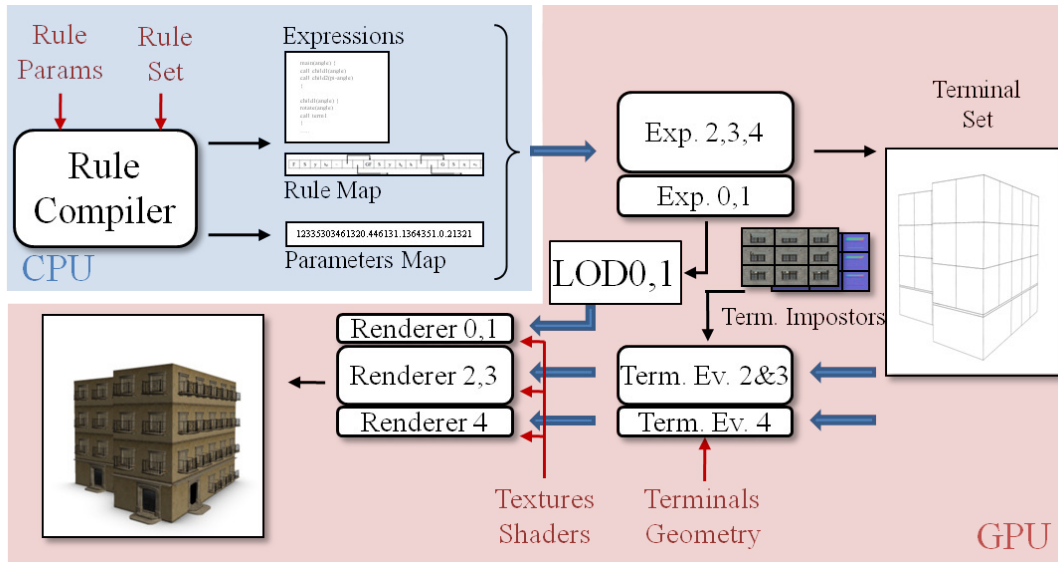 Rule
Params
Rule
Set
Rule
Compiler
CPU
Expressions
Rule Map
12335303461320.446131.1364351.0.21321
Parameters Map
Exp. 2,3,4
Exp. 0,1
LOD0,1
Terminal
Set
Term. Impostors
Renderer 0,1
Renderer 2,3
Renderer 4
Term. Ev. 2&3
Term. Ev. 4
Textures
Shaders
Terminals
Geometry
GPU